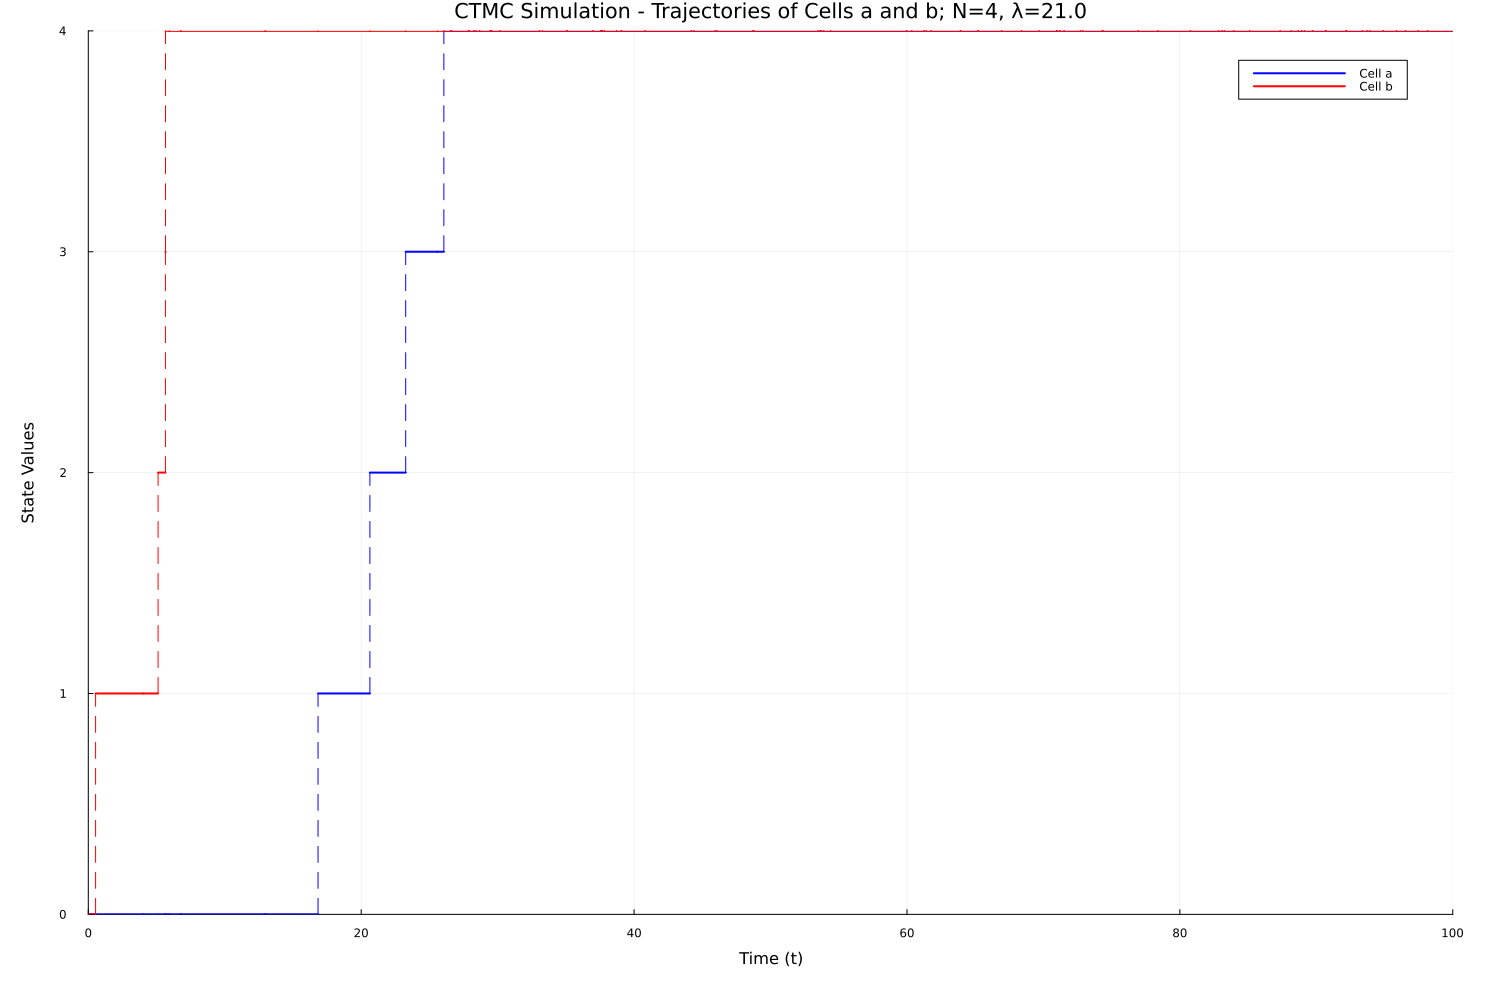 CTMC Simulation - Trajectories of Cells a and b; N=4, λ=21.0
Cell a
Cell b
State Values
4
3
2
1
0
0 20 40 60 80 100
Time (t)